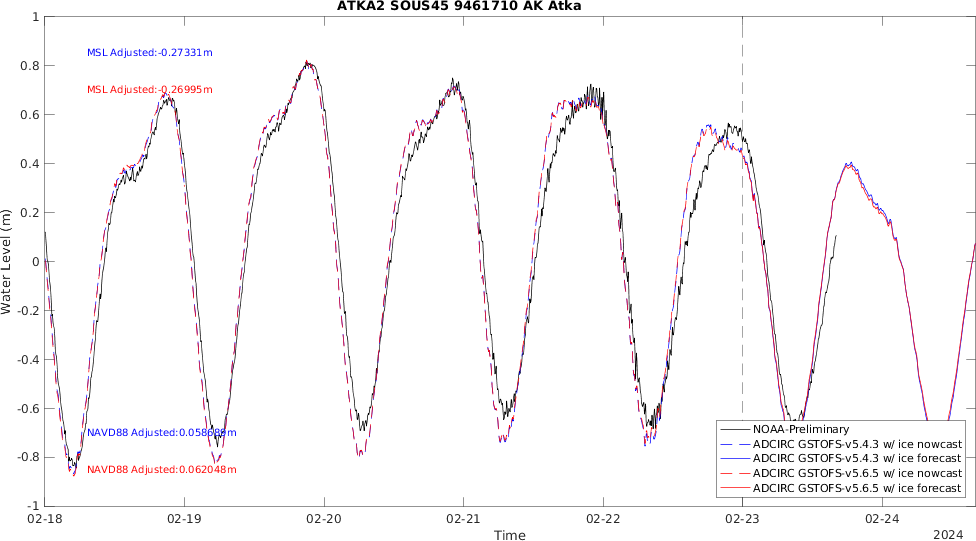 ATKA2 SOUS45 9461710 AK Atka
1
0.8
0.6
0.4
0.2
0
-0.2
-0.4
-0.6
-0.8
-1
Water Level (m)
MSL Adjusted:-0.27331m
MSL Adjusted:-0.26995m
NAVD88 Adjusted:0.058689m
NAVD88 Adjusted:0.062048m
NOAA-Preliminary
ADCIRC GSTOFS-v5.4.3 w/ ice nowcast
ADCIRC GSTOFS-v5.4.3 w/ ice forecast
ADCIRC GSTOFS-v5.6.5 w/ ice nowcast
ADCIRC GSTOFS-v5.6.5 w/ ice forecast
02-18 02-19 02-20 02-21 02-22 02-23 02-24
Time
2024